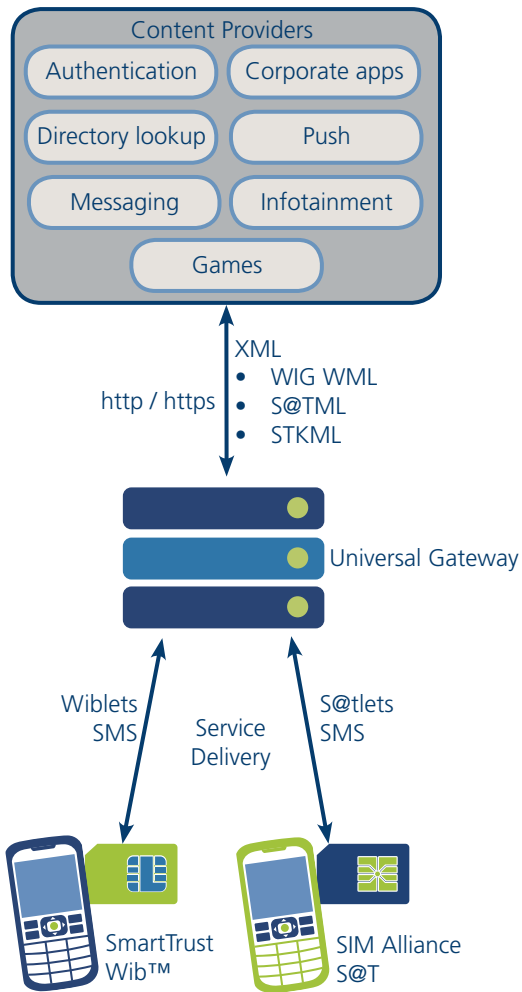 Content Providers
Authentication
Corporate apps
Directory lookup
Push
Messaging
Infotainment
Games
http / https
XML
• WIG WML
• S@TML
• STKML
Universal Gateway
Wiblets
SMS
Service
Delivery
S@tlets
SMS
SmartTrust
Wib™
SIM Alliance
S@T